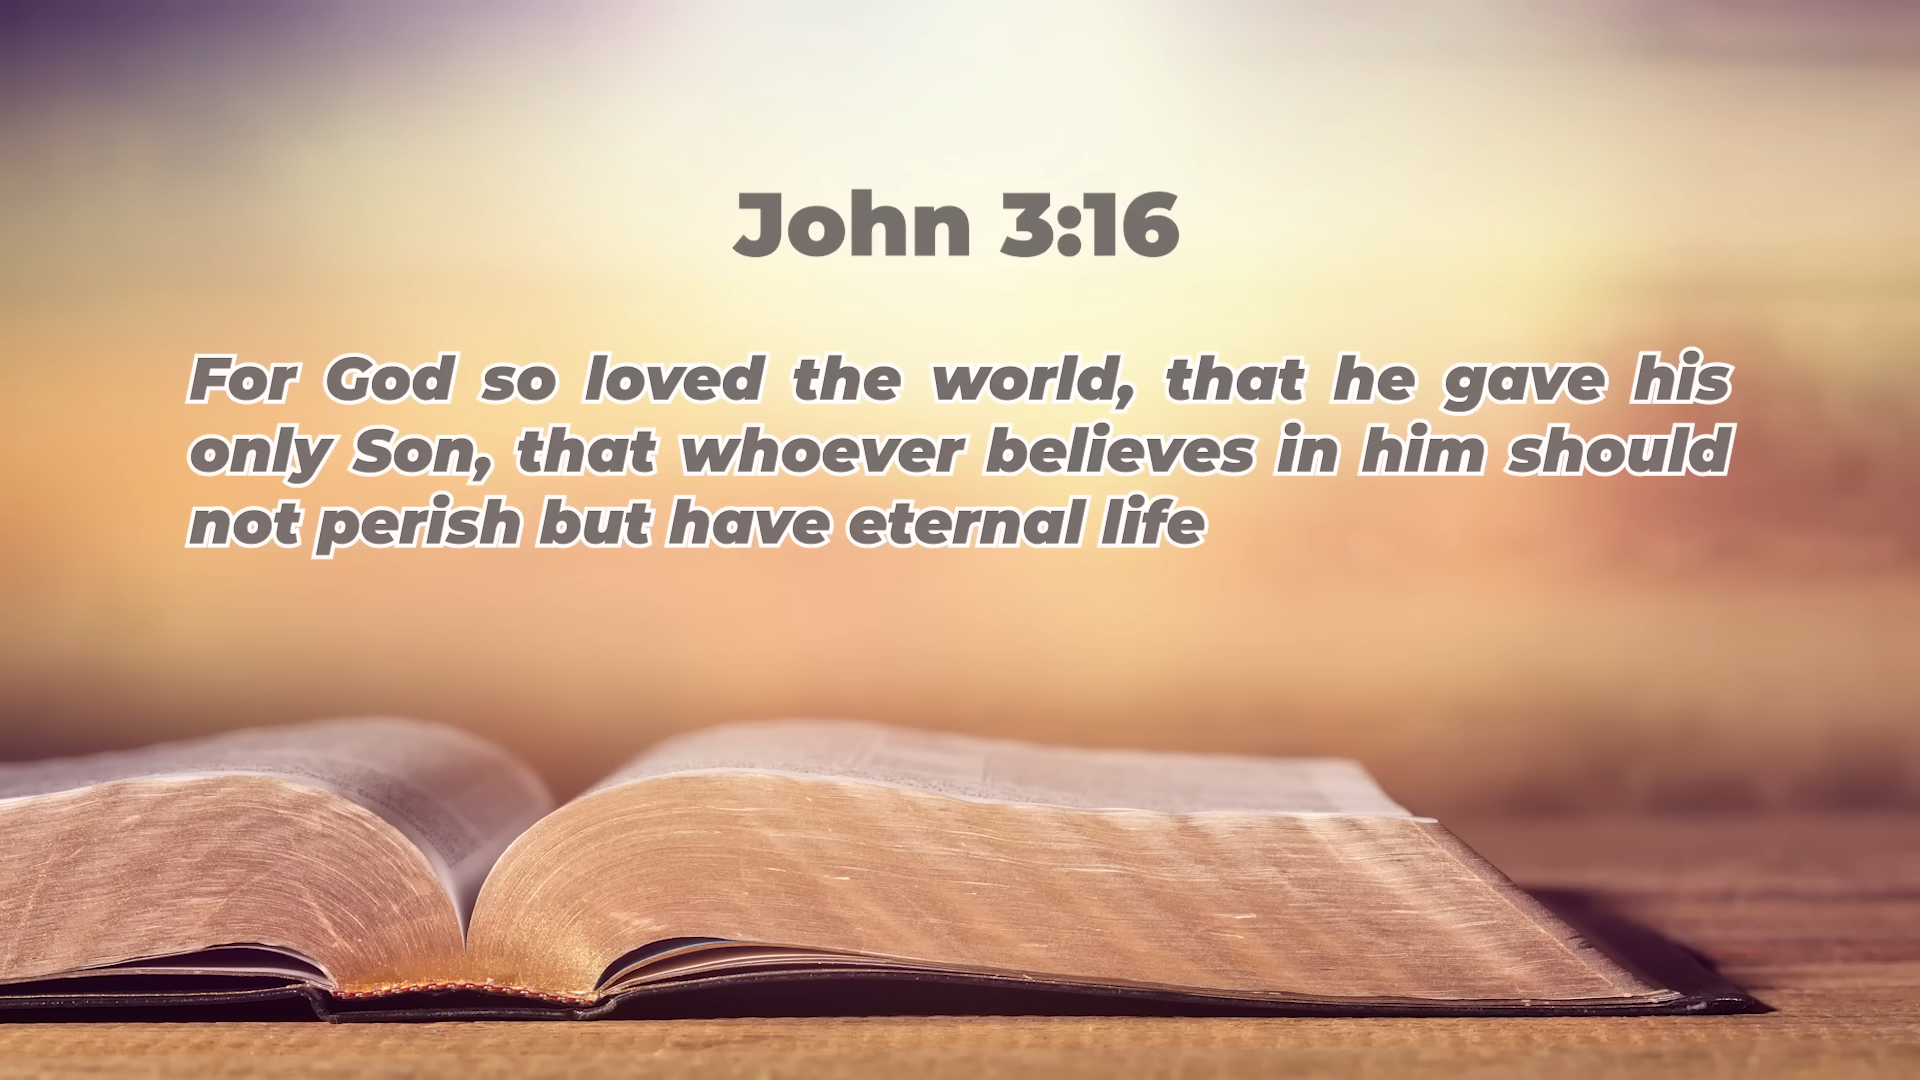 John 3:16
For God so loved the world, that he gave his
only Son, that whoever believes in him should
not perish but have eternal life